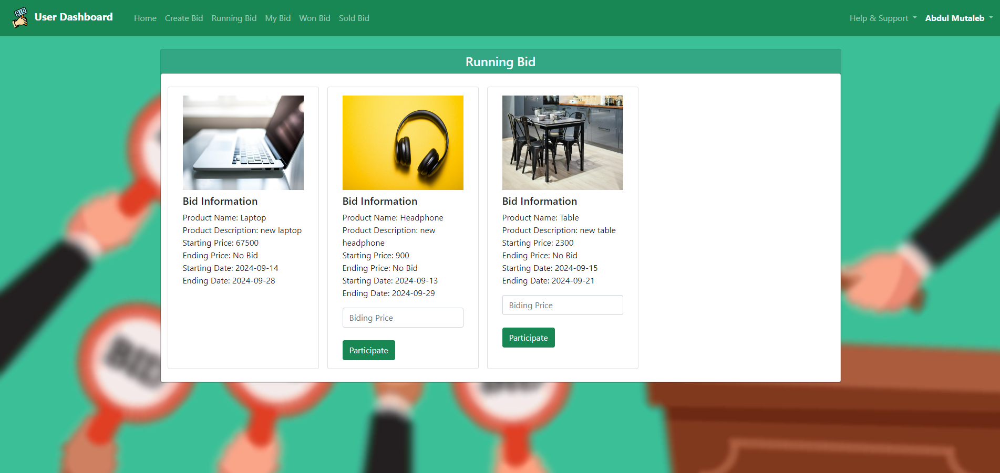 BID
User Dashboard
Home Create Bid Running Bid My Bid Won Bid Sold Bid
Help & Support
Abdul Mutaleb
Running Bid
Bid Information
Product Name: Laptop
Product Description: new laptop
Starting Price: 67500
Ending Price: No Bid
Starting Date: 2024-09-14
Ending Date: 2024-09-28
Bid Information
Product Name: Headphone
Product Description: new
headphone
Starting Price: 900
Ending Price: No Bid
Starting Date: 2024-09-13
Ending Date: 2024-09-29
Biding Price
Participate
Bid Information
Product Name: Table
Product Description: new table
Starting Price: 2300
Ending Price: No Bid
Starting Date: 2024-09-15
Ending Date: 2024-09-21
Biding Price
Participate
BID